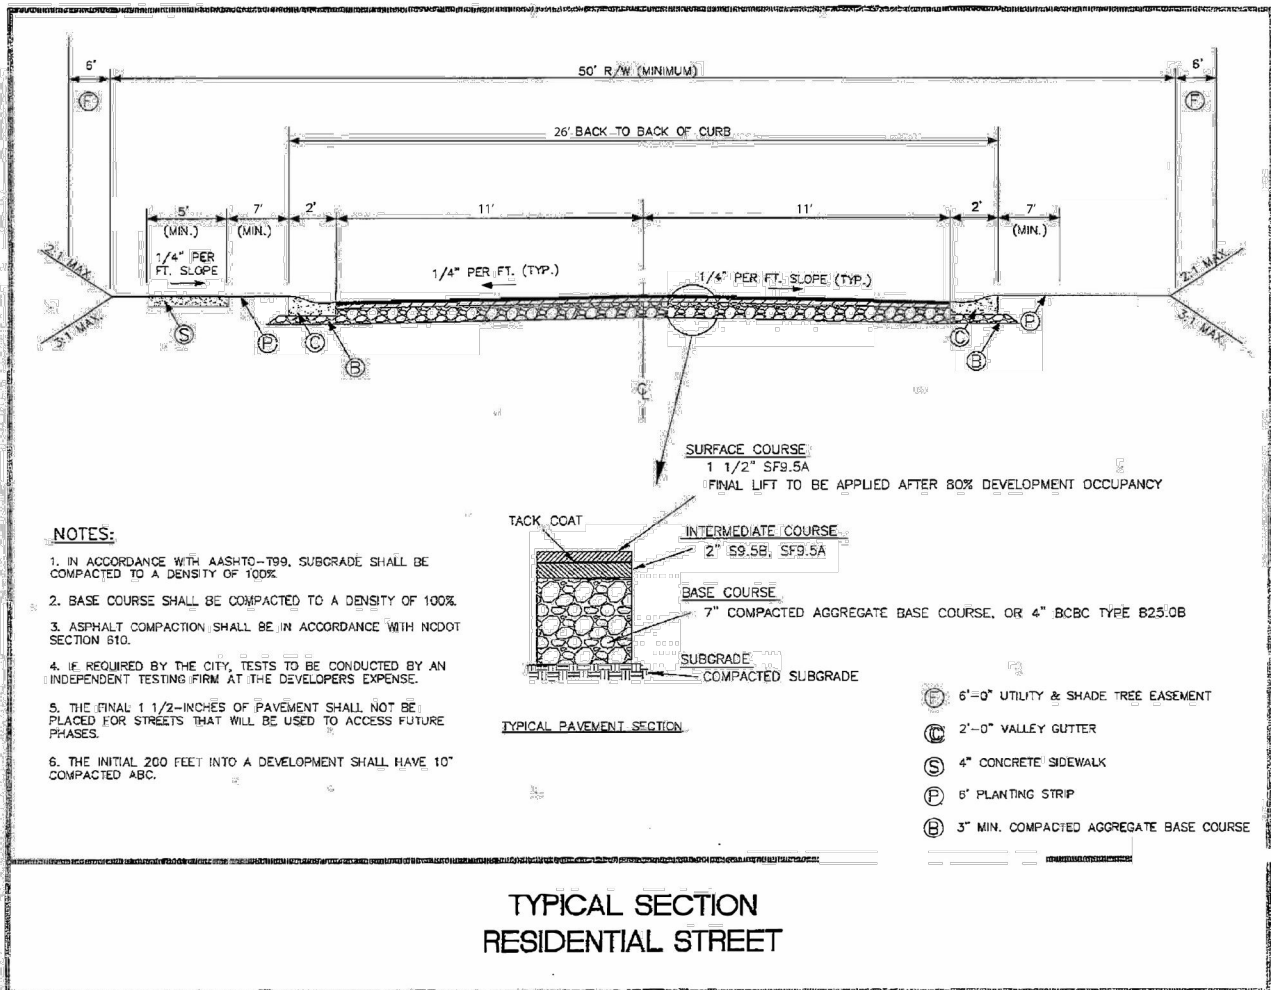 6'
50' R/W (MINIMUM)
6'
F
F
26' BACK TO BACK OF CURB
5'
(MIN.)
7'
(MIN.)
2'
11'
11'
2'
7'
(MIN.)
1/4" PER
FT. SLOPE
1/4" PER FT. (TYP.)
1/4" PER FT. SLOPE (TYP.)
2:1 MAX.
3:1 MAX.
2:1 MAX.
3:1 MAX.
S
P
C
B
C
P
B
CL
SURFACE COURSE
1 1/2" SF9.5A
FINAL LIFT TO BE APPLIED AFTER 80% DEVELOPMENT OCCUPANCY
TACK COAT
INTERMEDIATE COURSE
2" S9.5B, SF9.5A
BASE COURSE
7" COMPACTED AGGREGATE BASE COURSE, OR 4" BCBC TYPE B25.0B
SUBGRADE
COMPACTED SUBGRADE
TYPICAL PAVEMENT SECTION
NOTES:
1. IN ACCORDANCE WITH AASHTO-T99, SUBGRADE SHALL BE
COMPACTED TO A DENSITY OF 100%.
2. BASE COURSE SHALL BE COMPACTED TO A DENSITY OF 100%.
3. ASPHALT COMPACTION SHALL BE IN ACCORDANCE WITH NCDOT
SECTION 610.
4. IF REQUIRED BY THE CITY, TESTS TO BE CONDUCTED BY AN
INDEPENDENT TESTING FIRM AT THE DEVELOPERS EXPENSE.
5. THE FINAL 1 1/2-INCHES OF PAVEMENT SHALL NOT BE
PLACED FOR STREETS THAT WILL BE USED TO ACCESS FUTURE
PHASES.
6. THE INITIAL 200 FEET INTO A DEVELOPMENT SHALL HAVE 10"
COMPACTED ABC.
F 6'-0" UTILITY & SHADE TREE EASEMENT
C 2'-0" VALLEY GUTTER
S 4" CONCRETE SIDEWALK
P 6' PLANTING STRIP
B 3" MIN. COMPACTED AGGREGATE BASE COURSE
TYPICAL SECTION
RESIDENTIAL STREET